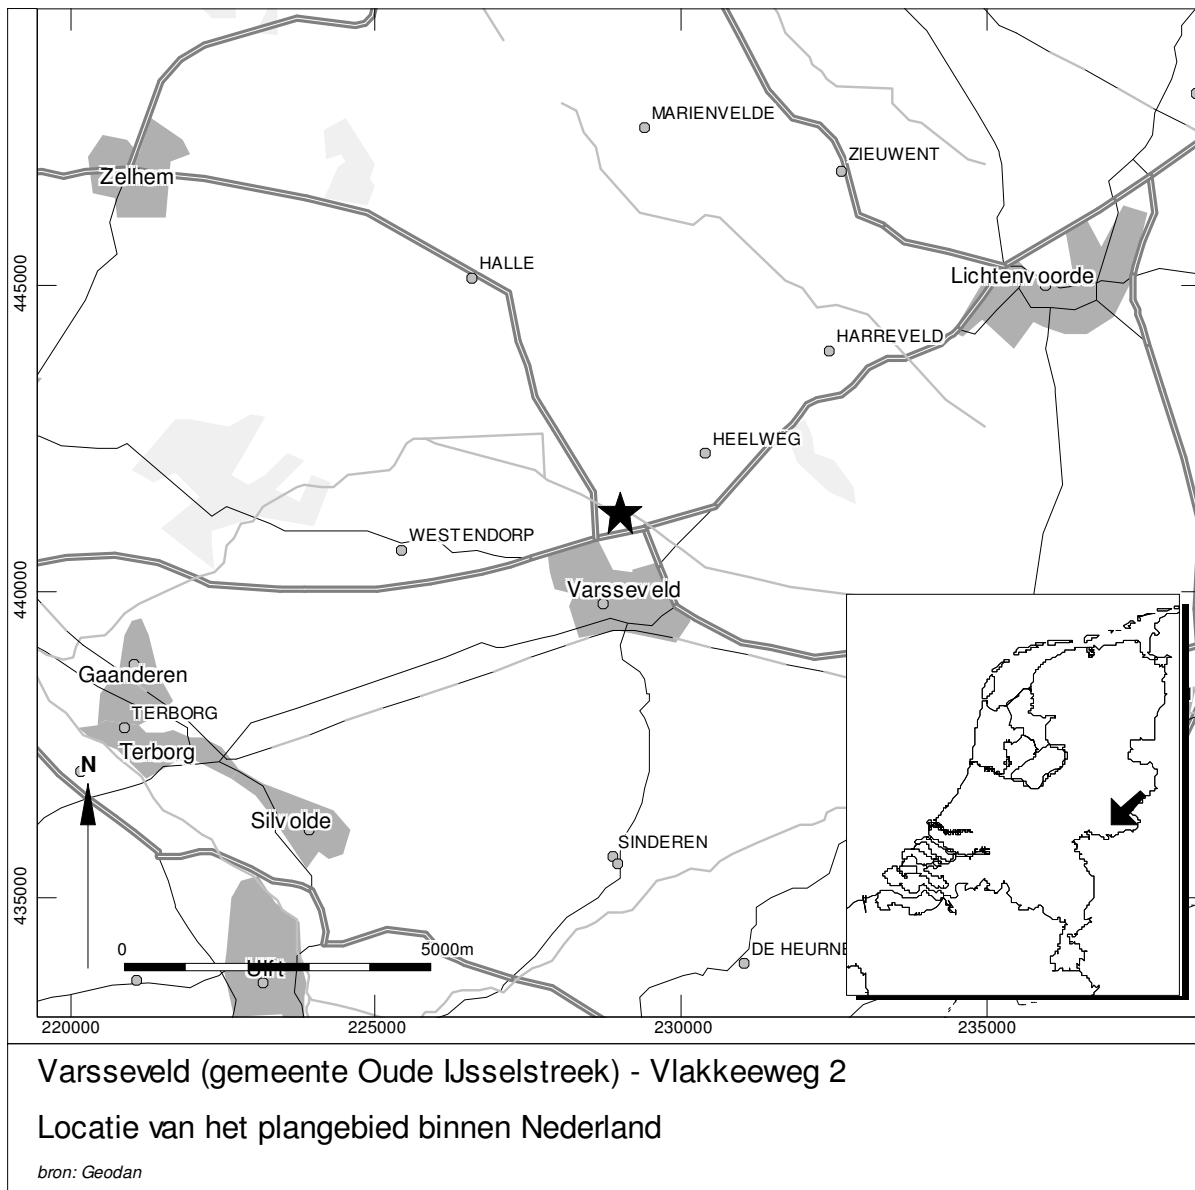 MARIENVELDE
ZIEUWENT
Zelhem
HALLE
Lichtenvoorde
445000
HARREVELD
HEELWEG
WESTENDORP
Varsseveld
440000
Gaanderen
TERBORG
Terborg
N
Silvolde
SINDEREN
435000
0 5000m
DE HEURNE
Ulft
220000 225000 230000 235000
Varsseveld (gemeente Oude IJsselstreek) - Vlakkeeweg 2
Locatie van het plangebied binnen Nederland
bron: Geodan